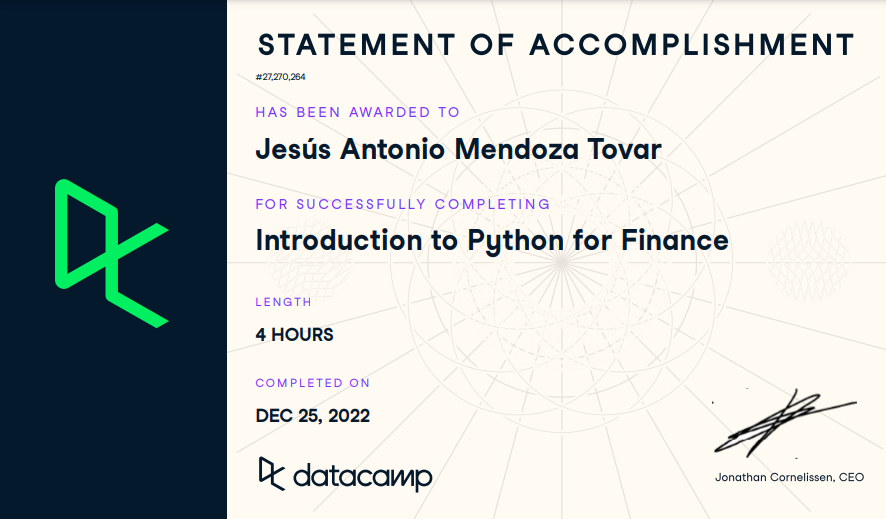 STATEMENT OF ACCOMPLISHMENT
#27,270,264
HAS BEEN AWARDED TO
Jesús Antonio Mendoza Tovar
FOR SUCCESSFULLY COMPLETING
Introduction to Python for Finance
LENGTH
4 HOURS
COMPLETED ON
DEC 25, 2022
datacamp
Jonathan Cornelissen, CEO